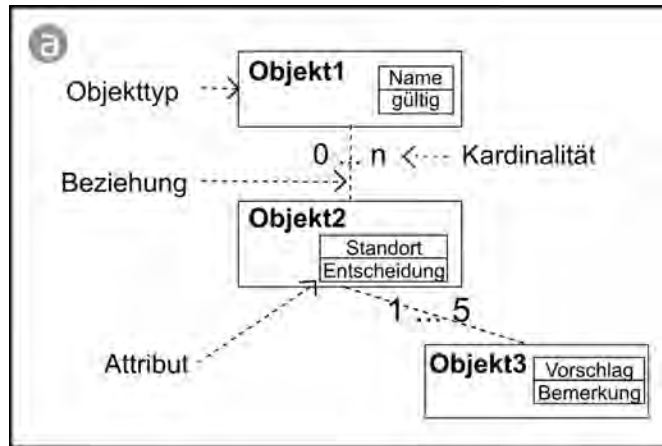 a
Objekt1
Name
gültig
Objekttyp
0 ... n
Kardinalität
Beziehung
Objekt2
Standort
Entscheidung
1 ... 5
Attribut
Objekt3
Vorschlag
Bemerkung